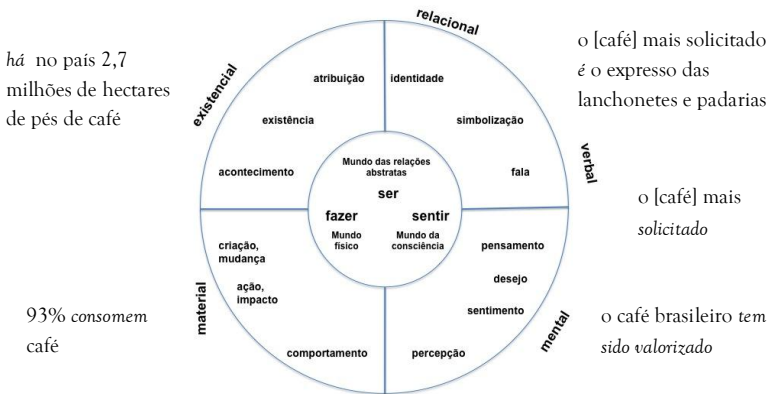 relacional
há no país 2,7
milhões de hectares
de pés de café
existencial
atribuição
identidade
existência
simbolização
acontecimento
fala
o [café] mais solicitado
é o expresso das
lanchonetes e padarias
verbal
Mundo das relações
abstratas
ser
fazer
sentir
Mundo
físico
Mundo da
consciência
o [café] mais
solicitado
criação,
mudança
ação,
impacto
comportamento
material
pensamento
desejo
sentimento
percepção
mental
93% consomem
café
o café brasileiro tem
sido valorizado